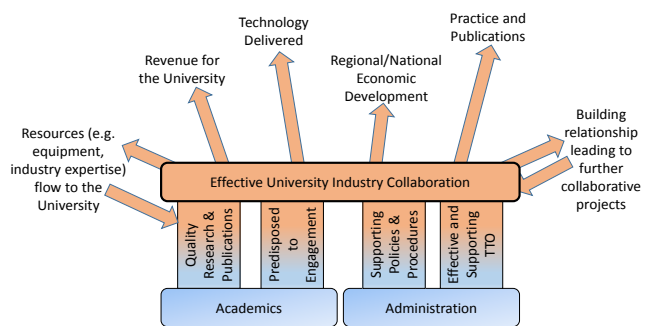 Technology
Delivered
Practice and
Publications
Revenue for
the University
Regional/National
Economic
Development
Resources (e.g.
equipment,
industry expertise)
flow to the
University
Building
relationship
leading to
further
collaborative
projects
Effective University Industry Collaboration
Quality
Research &
Publications
Predisposed to
Engagement
Supporting
Policies &
Procedures
Effective and
Supporting
TTO
Academics
Administration